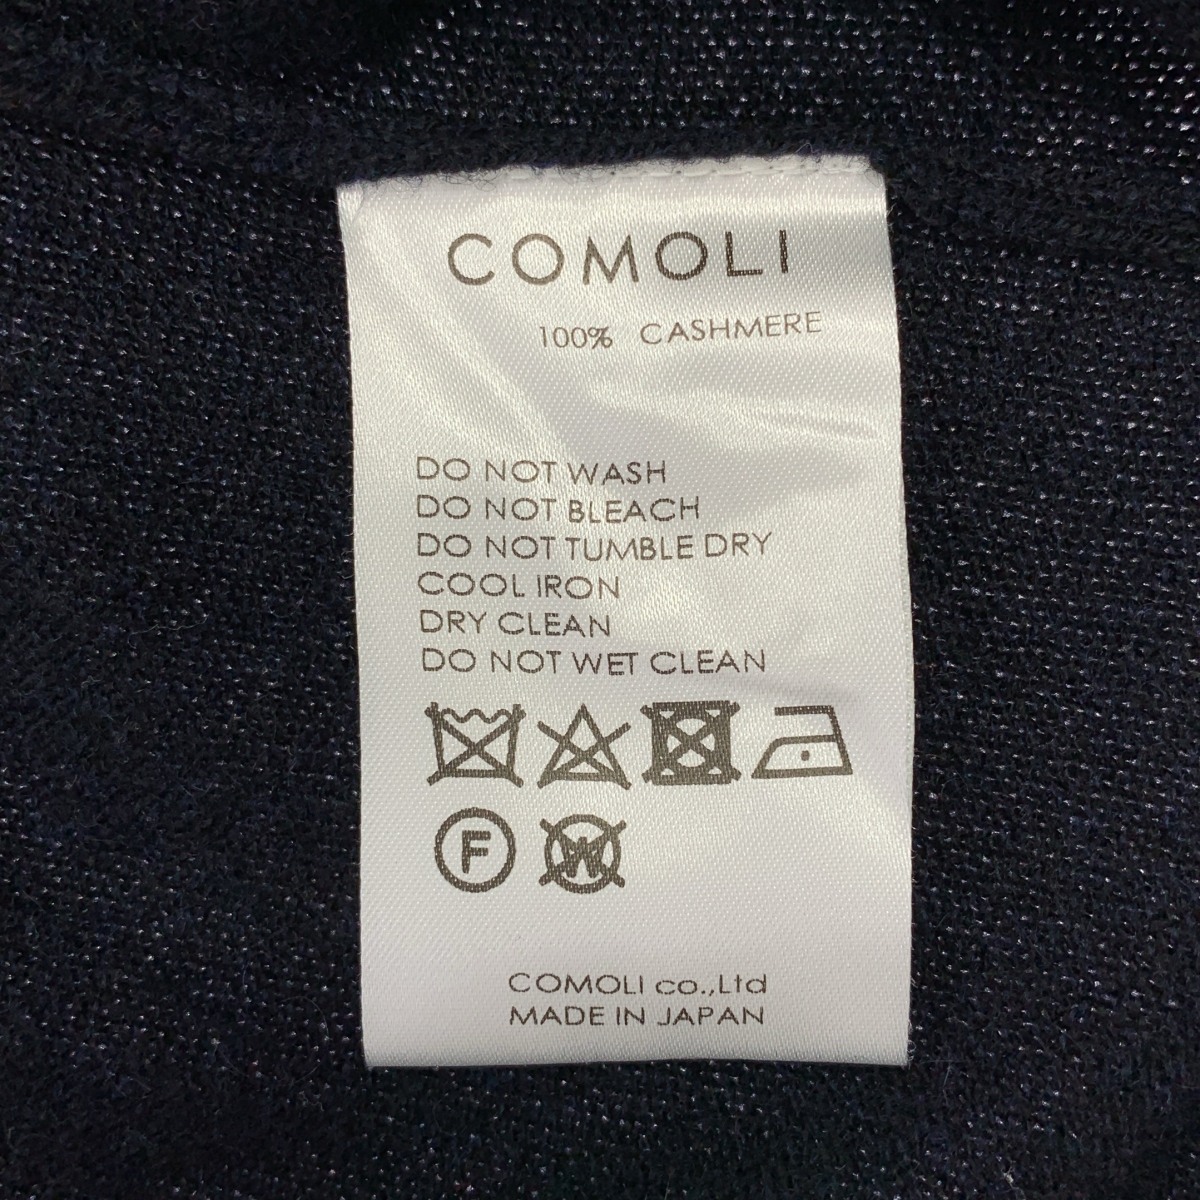 COMOLI
100% CASHMERE
DO NOT WASH
DO NOT BLEACH
DO NOT TUMBLE DRY
COOL IRON
DRY CLEAN
DO NOT WET CLEAN
F W
COMOLI co.,Ltd
MADE IN JAPAN